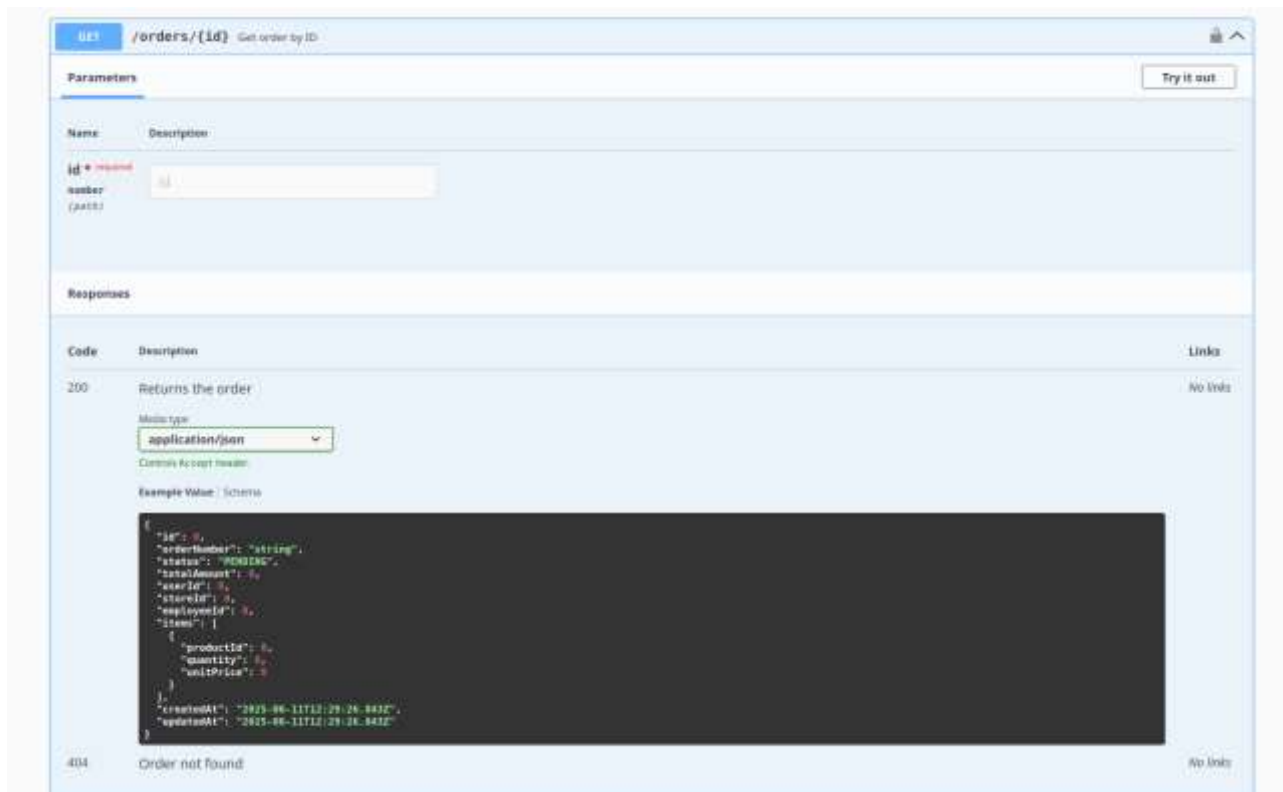 GET /orders/{id} Get order by ID
Parameters
Try it out
Name Description
id * required
number
(path)
id
Responses
Code Description Links
200 Returns the order No links
Media type
application/json
Controls Accept header.
Example Value | Schema
{
"id": 0,
"orderNumber": "string",
"status": "PENDING",
"totalAmount": 0,
"userId": 0,
"storeId": 0,
"employeeId": 0,
"items": [
{
"productId": 0,
"quantity": 0,
"unitPrice": 0
}
],
"createdAt": "2025-06-11T12:29:26.843Z",
"updatedAt": "2025-06-11T12:29:26.843Z"
}
404 Order not found No links